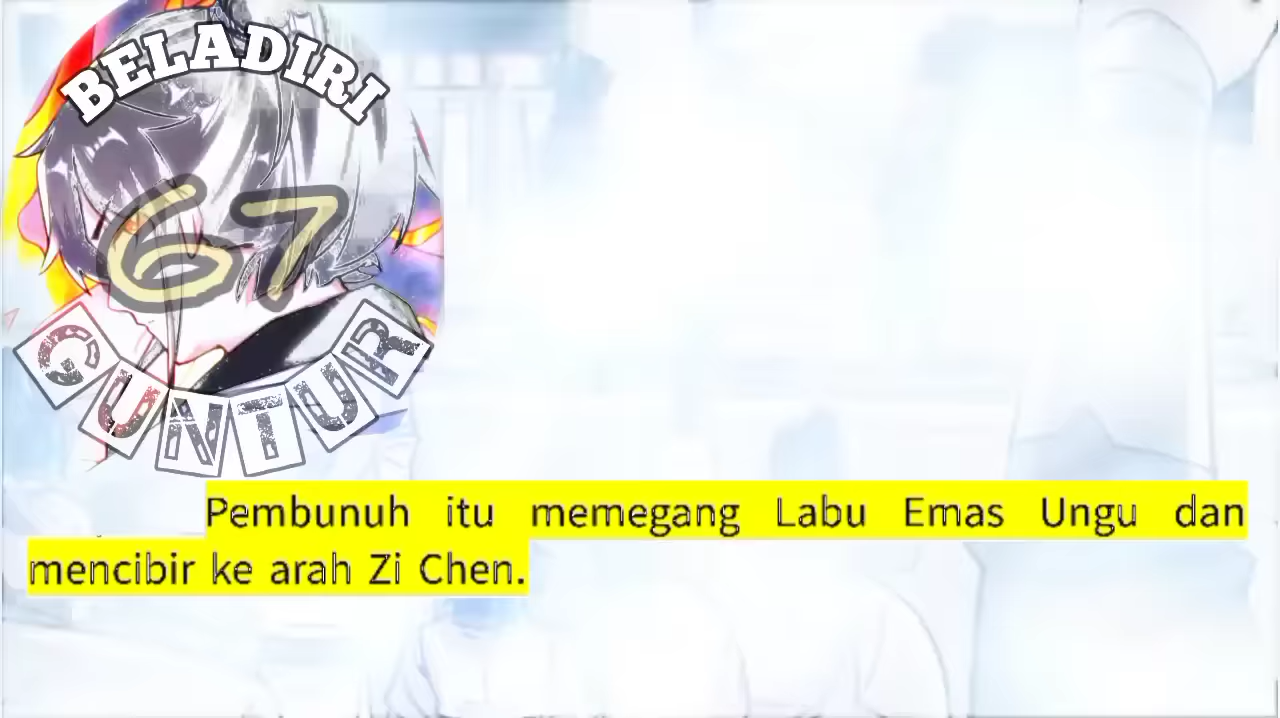 BELADIRI
67
GUNTUR
Pembunuh itu memegang Labu Emas Ungu dan
mencibir ke arah Zi Chen.